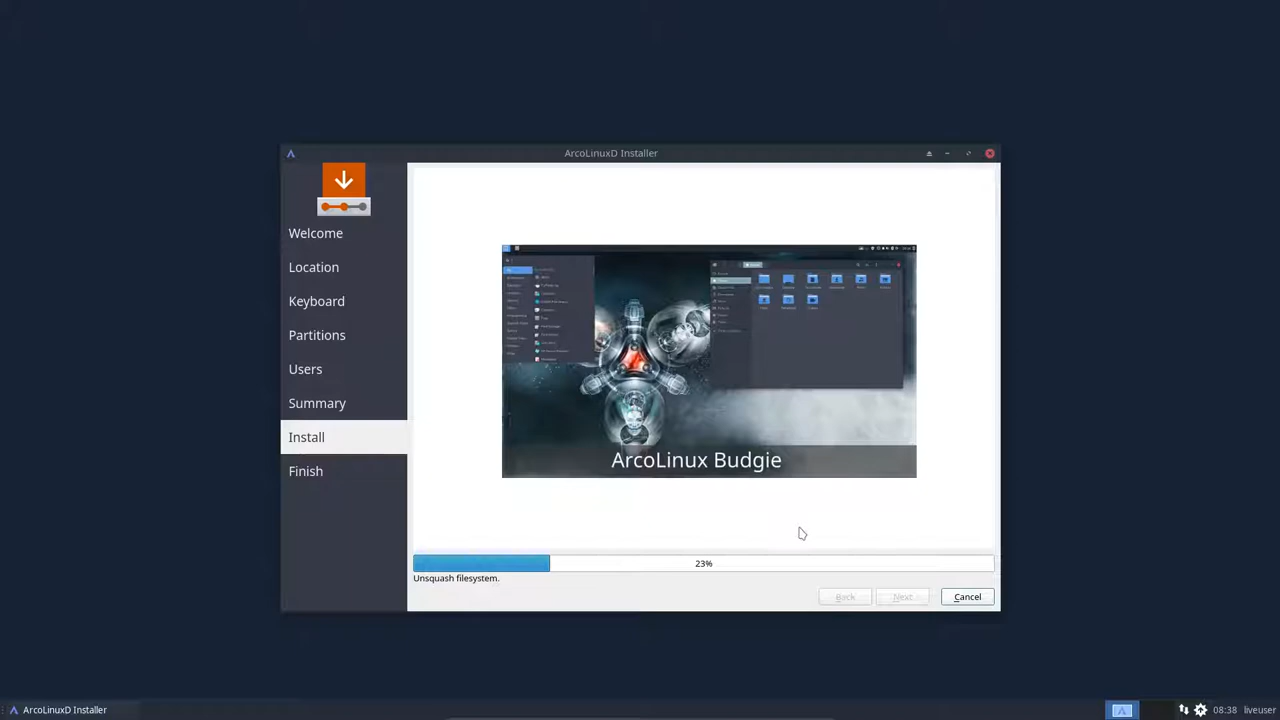 ArcoLinuxD Installer
Welcome
Location
Keyboard
Partitions
Users
Summary
Install
Finish
ArcoLinux Budgie
23%
Unsquash filesystem.
Back
Next
Cancel
ArcoLinuxD Installer
08:38
liveuser